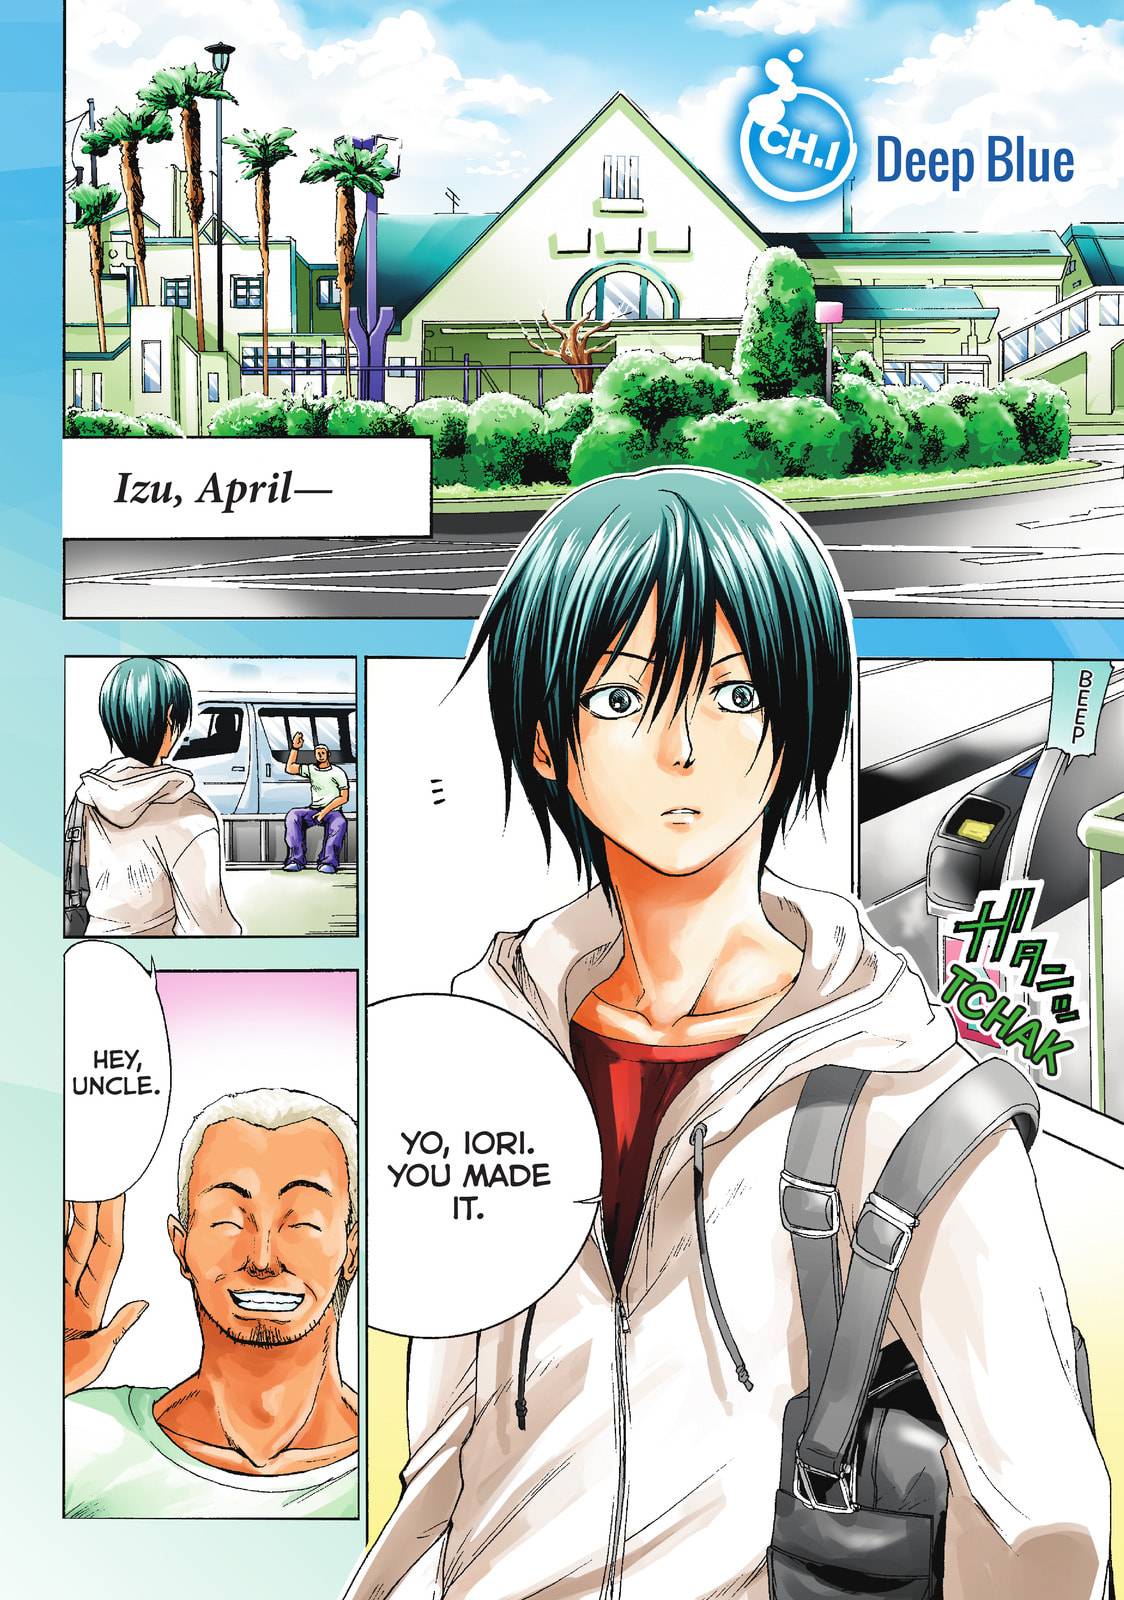 CH.1
Deep Blue
Izu, April—
BEEP
ガタンッ
TCHAK
YO, IORI.
YOU MADE
IT.
HEY,
UNCLE.